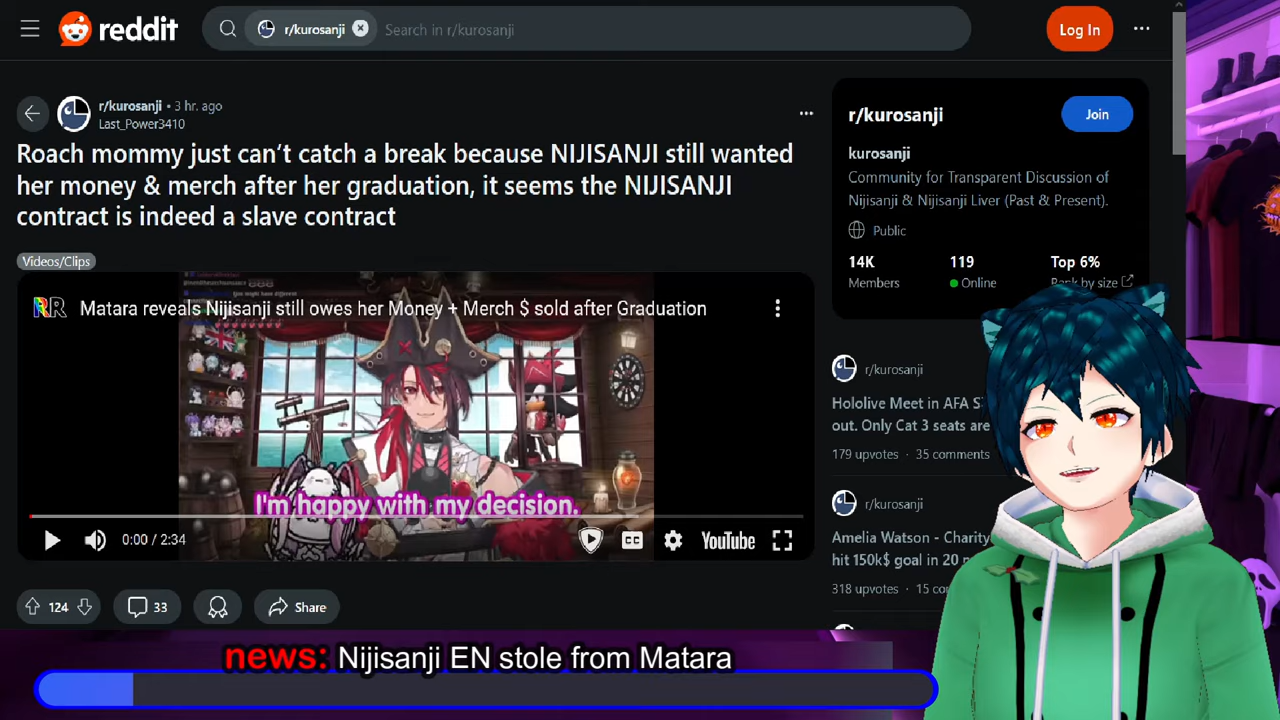 reddit
r/kurosanji
Search in r/kurosanji
Log In
r/kurosanji • 3 hr. ago
Last_Power3410
Roach mommy just can't catch a break because NIJISANJI still wanted
her money & merch after her graduation, it seems the NIJISANJI
contract is indeed a slave contract
Videos/Clips
RR
Matara reveals Nijisanji still owes her Money + Merch $ sold after Graduation
I'm happy with my decision.
0:00 / 2:34
CC
YouTube
124
33
Share
r/kurosanji
Join
kurosanji
Community for Transparent Discussion of
Nijisanji & Nijisanji Liver (Past & Present).
Public
14K
119
Top 6%
Members
Online
Rank by size
r/kurosanji
Hololive Meet in AFA S
out. Only Cat 3 seats are
179 upvotes • 35 comments
r/kurosanji
Amelia Watson - Charity
hit 150k$ goal in 20
318 upvotes • 15
news: Nijisanji EN stole from Matara